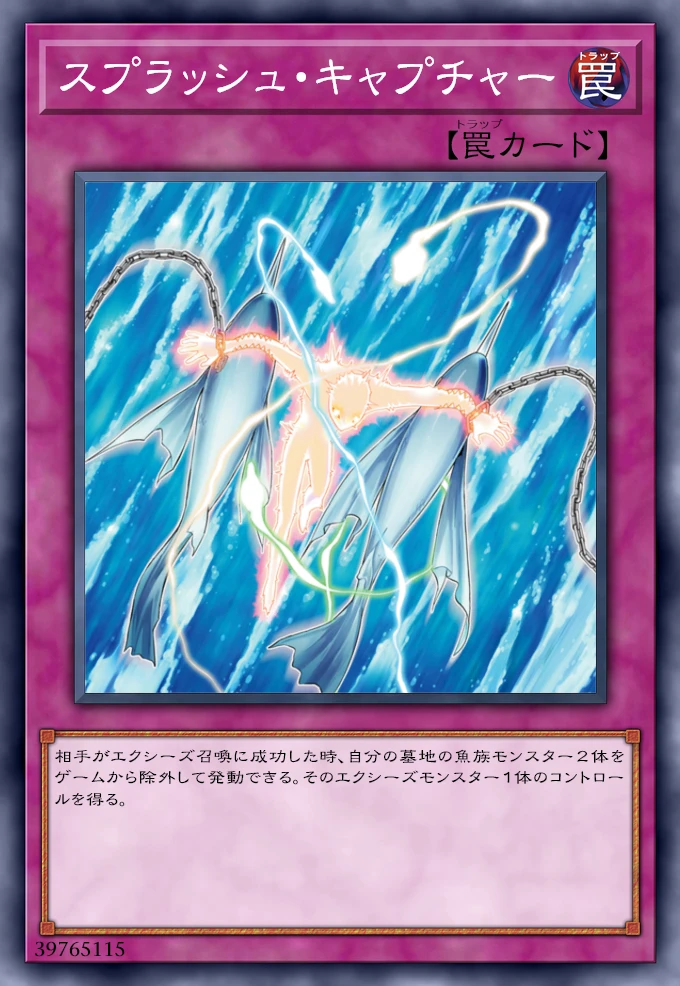 スプラッシュ・キャプチャー
トラップ
罠
トラップ
【罠カード】
相手がエクシーズ召喚に成功した時、自分の墓地の魚族モンスター２体を
ゲームから除外して発動できる。そのエクシーズモンスター１体のコントロー
ルを得る。
39765115